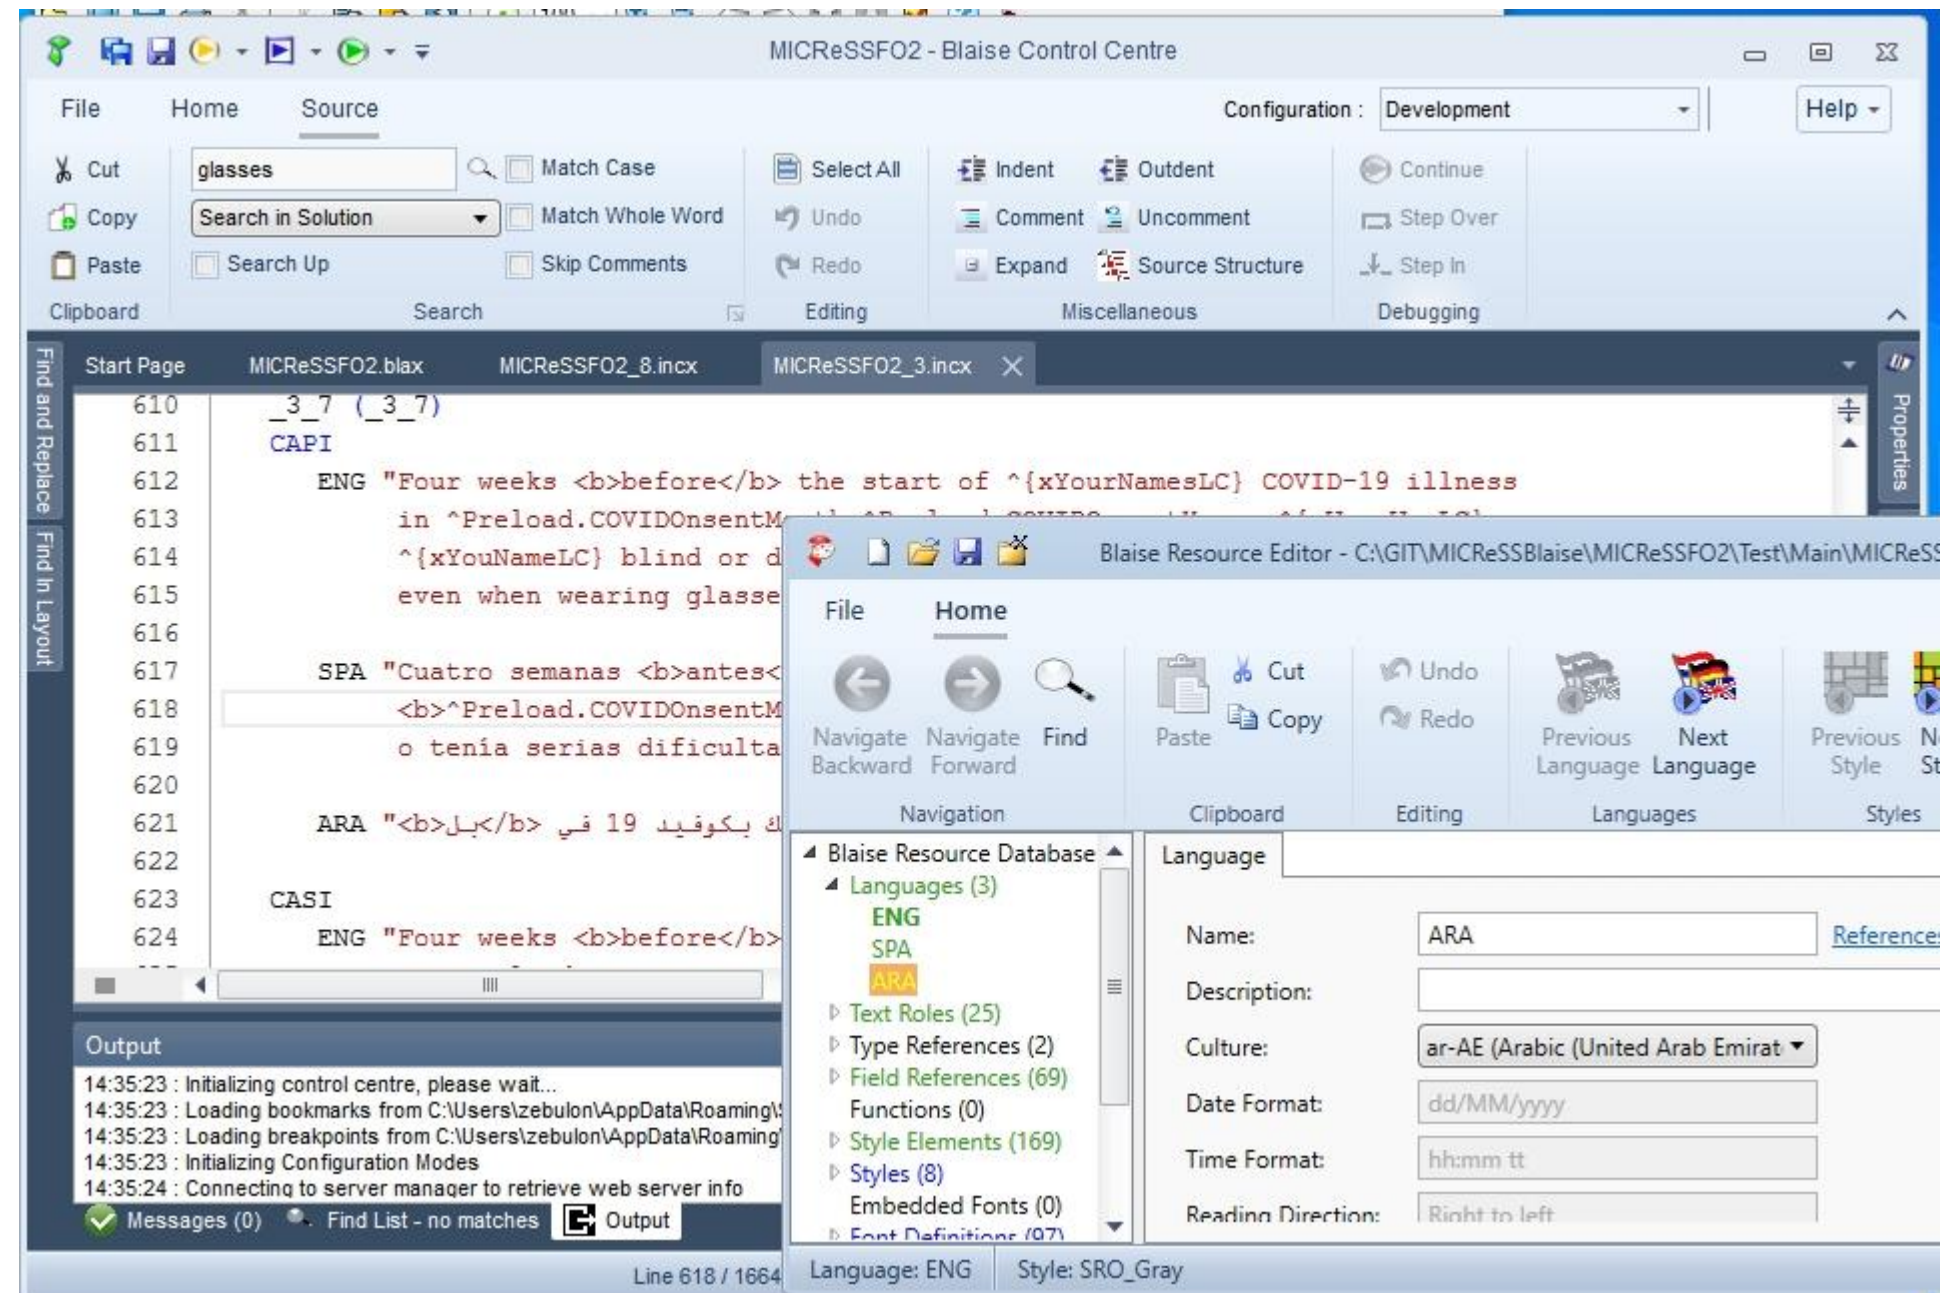 MICReSSFO2 - Blaise Control Centre
File Home Source Configuration : Development Help
Cut glasses Match Case Select All Indent Outdent Continue
Copy Search in Solution Match Whole Word Undo Comment Uncomment Step Over
Paste Search Up Skip Comments Redo Expand Source Structure Step In
Clipboard Search Editing Miscellaneous Debugging
Find and Replace
Find In Layout
Properties
Start Page MICReSSFO2.blax MICReSSFO2_8.incx MICReSSFO2_3.incx
610 _3_7 (_3_7)
611 CAPI
612 ENG "Four weeks <b>before</b> the start of ^{xYourNamesLC} COVID-19 illness
613 in ^Preload.COVIDOnsentM
614 ^{xYouNameLC} blind or d
615 even when wearing glasse
616
617 SPA "Cuatro semanas <b>antes<
618 <b>^Preload.COVIDOnsentM
619 o tenía serias dificulta
620
621 ARA "<b>بل</b> ك بكوفيد 19 في
622
623 CASI
624 ENG "Four weeks <b>before</b>
Output
14:35:23 : Initializing control centre, please wait...
14:35:23 : Loading bookmarks from C:\Users\zebulon\AppData\Roaming\
14:35:23 : Loading breakpoints from C:\Users\zebulon\AppData\Roaming\
14:35:23 : Initializing Configuration Modes
14:35:24 : Connecting to server manager to retrieve web server info
Messages (0) Find List - no matches Output
Line 618 / 1664
Blaise Resource Editor - C:\GIT\MICReSSBlaise\MICReSSFO2\Test\Main\MICReSS
File Home
Navigate Backward
Navigate Forward
Find
Paste
Cut
Copy
Undo
Redo
Previous Language
Next Language
Previous Style
Navigation Clipboard Editing Languages Styles
Blaise Resource Database
Languages (3)
ENG
SPA
ARA
Text Roles (25)
Type References (2)
Field References (69)
Functions (0)
Style Elements (169)
Styles (8)
Embedded Fonts (0)
Font Definitions (97)
Language
Name: ARA References
Description:
Culture: ar-AE (Arabic (United Arab Emirat
Date Format: dd/MM/yyyy
Time Format: hh:mm tt
Reading Direction: Right to left
Language: ENG Style: SRO_Gray